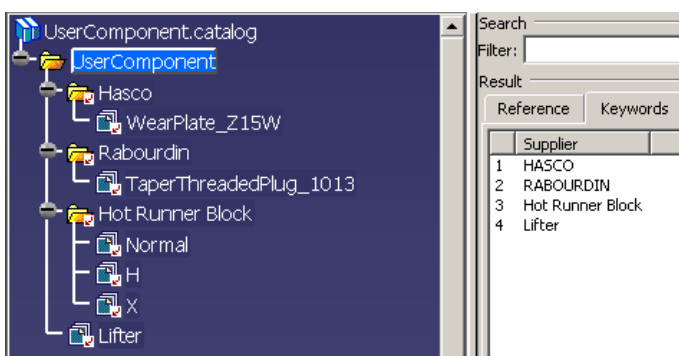 UserComponent.catalog
UserComponent
Hasco
WearPlate_Z15W
Rabourdin
TaperThreadedPlug_1013
Hot Runner Block
Normal
H
X
Lifter
Search
Filter:
Result
Reference Keywords
Supplier
1 HASCO
2 RABOURDIN
3 Hot Runner Block
4 Lifter